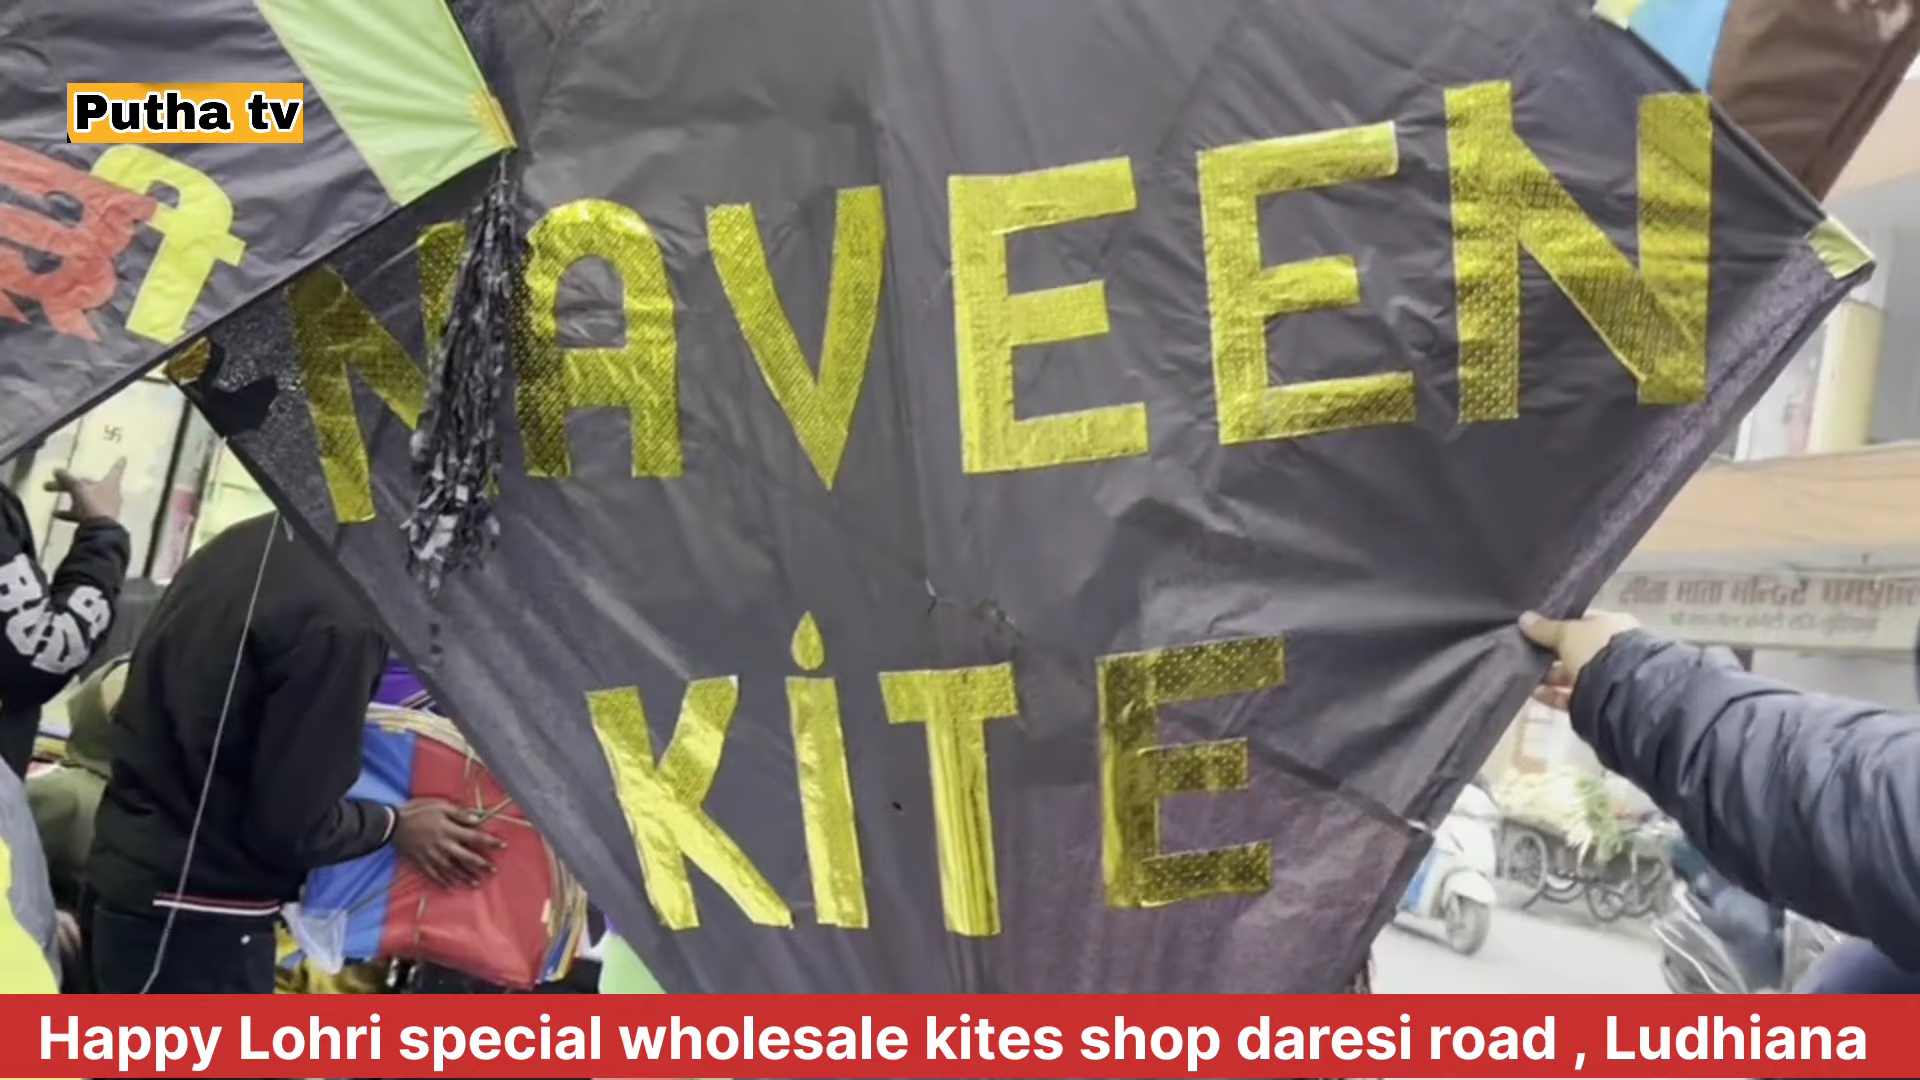 Putha tv
NAVEEN
KiTE
Happy Lohri special wholesale kites shop daresi road , Ludhiana